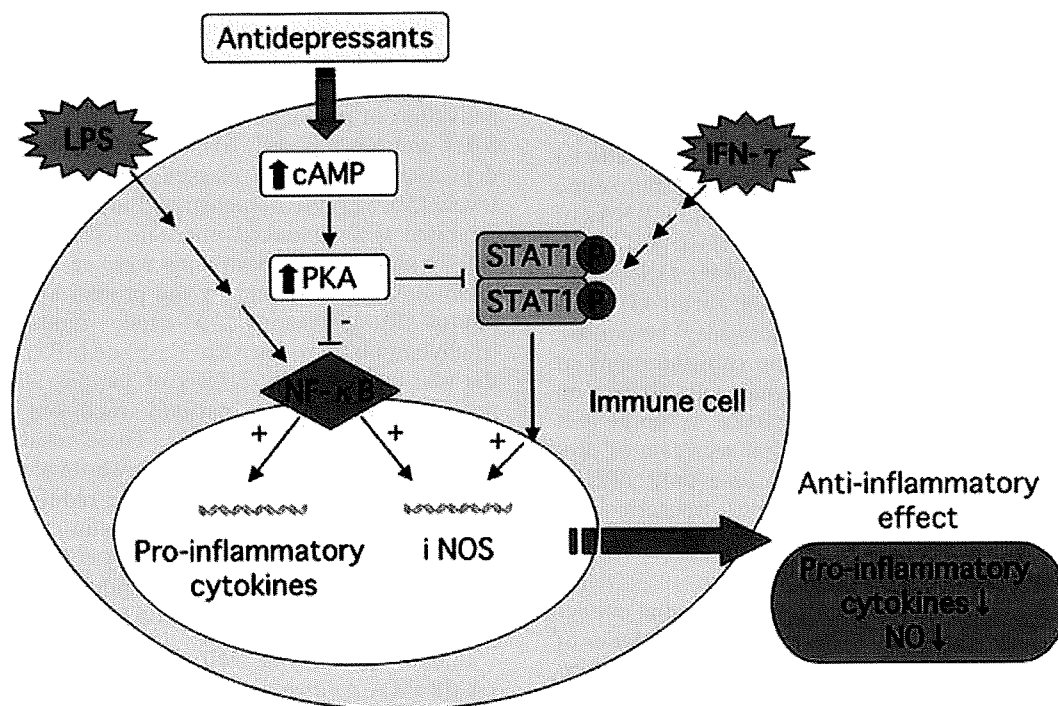 Antidepressants
LPS
IFN-γ
cAMP
PKA
-
STAT1 P
STAT1 P
-
NF-κB
Immune cell
+
+
+
Pro-inflammatory
cytokines
i NOS
Anti-inflammatory
effect
Pro-inflammatory
cytokines ↓
NO ↓